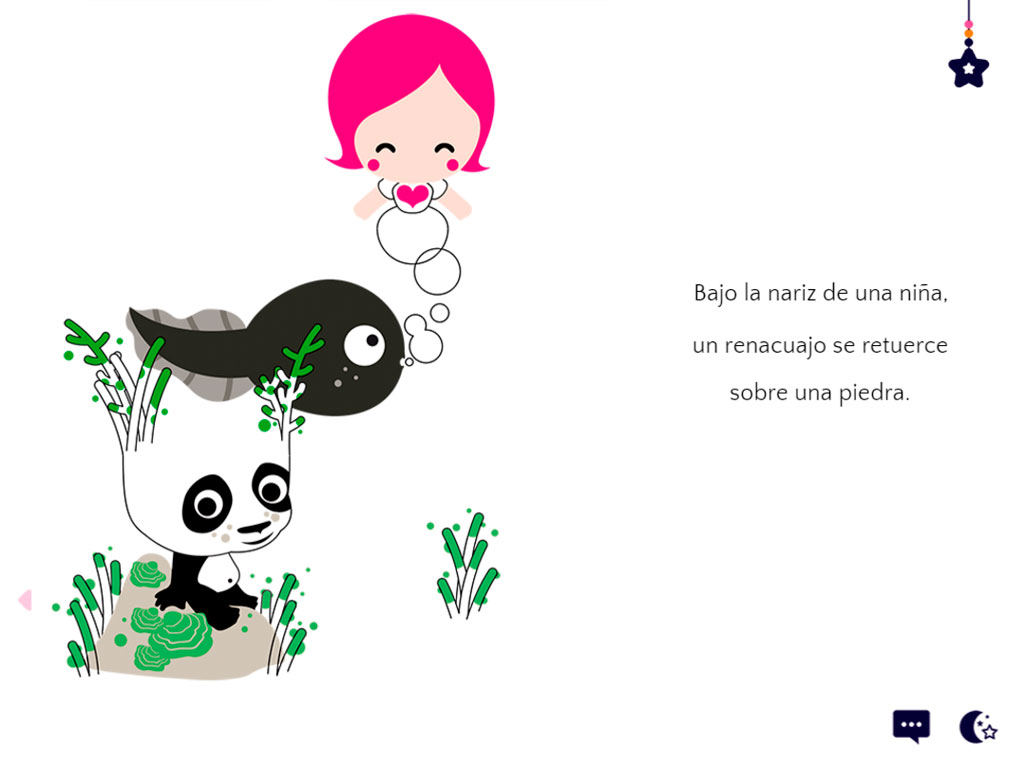 Bajo la nariz de una niña,
un renacuajo se retuerce
sobre una piedra.